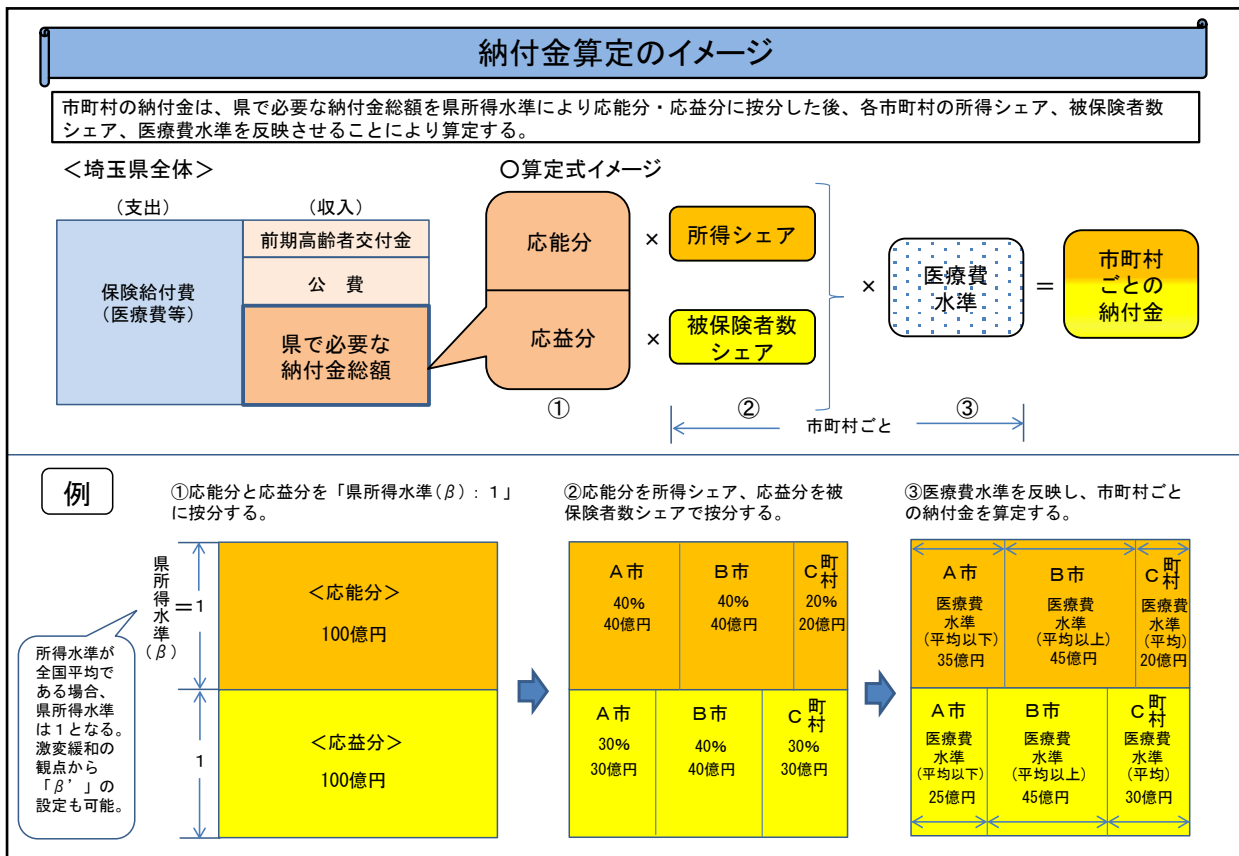 納付金算定のイメージ
市町村の納付金は、県で必要な納付金総額を県所得水準により応能分・応益分に按分した後、各市町村の所得シェア、被保険者数
シェア、医療費水準を反映させることにより算定する。
＜埼玉県全体＞
〇算定式イメージ
（支出）
（収入）
保険給付費
（医療費等）
前期高齢者交付金
公　費
県で必要な
納付金総額
応能分
×
所得シェア
応益分
×
被保険者数
シェア
×
医療費
水準
＝
市町村
ごとの
納付金
①
②
③
市町村ごと
例
①応能分と応益分を「県所得水準(β)：1」
に按分する。
県所得水準(β)
＝
1
1
所得水準が
全国平均で
ある場合、
県所得水準
は１となる。
激変緩和の
観点から
「β’」の
設定も可能。
＜応能分＞
100億円
＜応益分＞
100億円
②応能分を所得シェア、応益分を被
保険者数シェアで按分する。
A市
40%
40億円
B市
40%
40億円
C町村
20%
20億円
A市
30%
30億円
B市
40%
40億円
C町村
30%
30億円
③医療費水準を反映し、市町村ごと
の納付金を算定する。
A市
医療費
水準
(平均以下)
35億円
B市
医療費
水準
(平均以上)
45億円
C町村
医療費
水準
(平均)
20億円
A市
医療費
水準
(平均以下)
25億円
B市
医療費
水準
(平均以上)
45億円
C町村
医療費
水準
(平均)
30億円